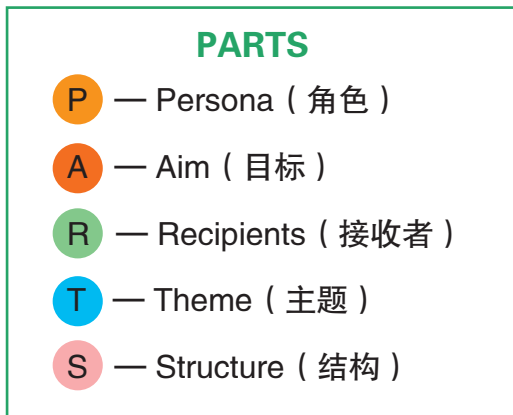 PARTS
P — Persona（角色）
A — Aim（目标）
R — Recipients（接收者）
T — Theme（主题）
S — Structure（结构）